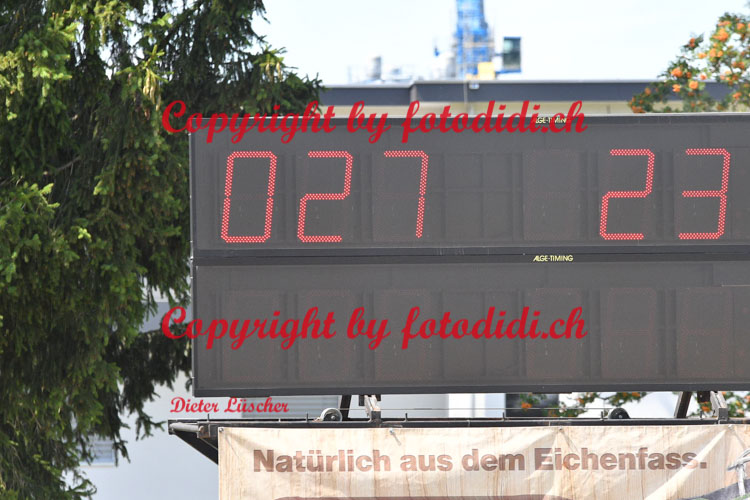 ALGE-TIMING
Copyright by fotodidi.ch
027 23
ALGE-TIMING
Copyright by fotodidi.ch
Dieter Lüscher
Natürlich aus dem Eichenfass.